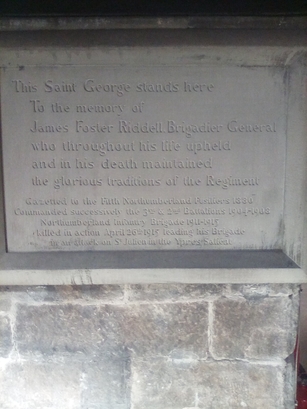 This Saint George stands here
To the memory of
James Foster Riddell Brigadier General
who throughout his life upheld
and in his death maintained
the glorious traditions of the Regiment
Gazetted to the Fifth Northumberland Fusiliers 1880
Commanded successively the 3rd & 2nd Battalions
Northumberland Infantry Brigade 1911-1915
Killed in action April 26th 1915 leading his Brigade
near St Julien in the Ypres Salient